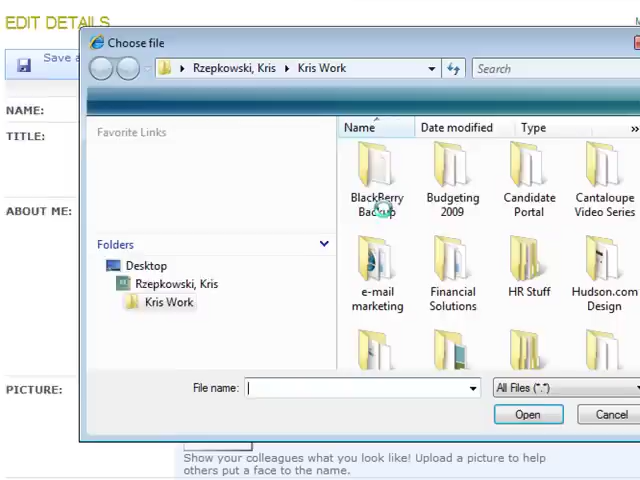 EDIT DETAILS
Choose file
Save a
Rzepkowski, Kris
Kris Work
Search
NAME:
Favorite Links
Name
Date modified
Type
»
TITLE:
BlackBerry Backup
Budgeting 2009
Candidate Portal
Cantaloupe Video Series
ABOUT ME:
Folders
Desktop
Rzepkowski, Kris
Kris Work
e-mail marketing
Financial Solutions
HR Stuff
Hudson.com Design
PICTURE:
File name:
All Files (*.*)
Open
Cancel
Show your colleagues what you look like! Upload a picture to help
others put a face to the name.